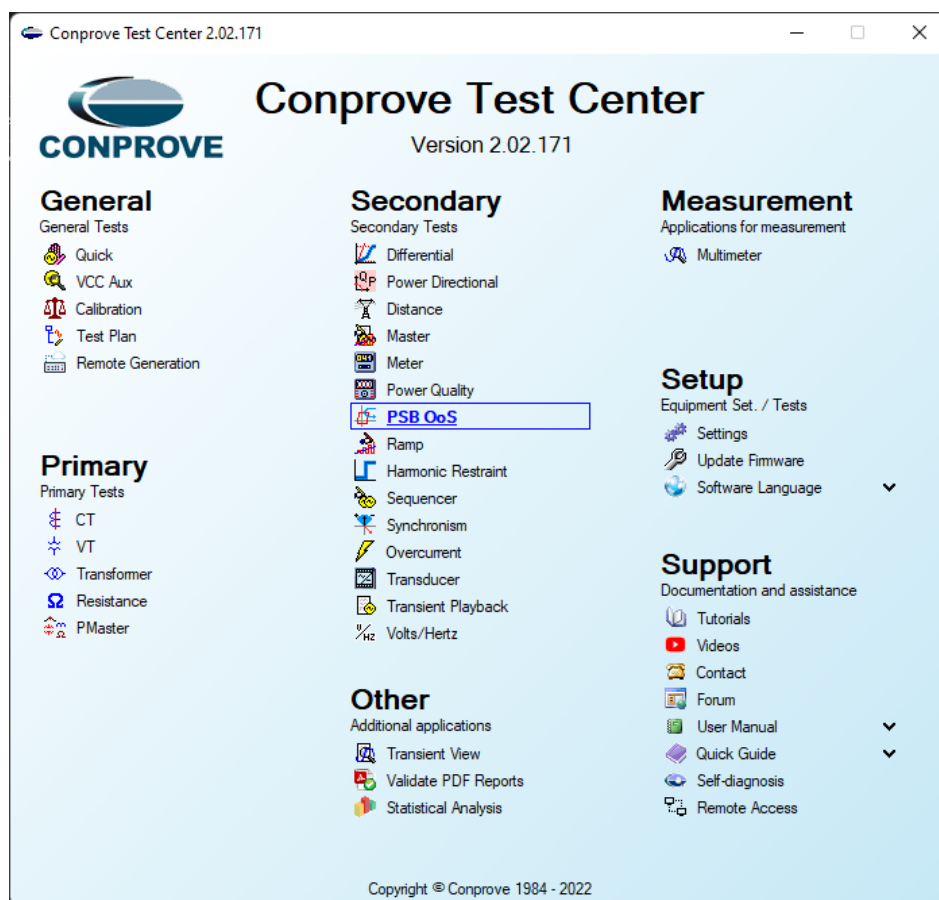 Conprove Test Center 2.02.171
CONPROVE
Conprove Test Center
Version 2.02.171
General
General Tests
Quick
VCC Aux
Calibration
Test Plan
Remote Generation
Primary
Primary Tests
CT
VT
Transformer
Resistance
PMaster
Secondary
Secondary Tests
Differential
Power Directional
Distance
Master
Meter
Power Quality
PSB OoS
Ramp
Harmonic Restraint
Sequencer
Synchronism
Overcurrent
Transducer
Transient Playback
Volts/Hertz
Other
Additional applications
Transient View
Validate PDF Reports
Statistical Analysis
Measurement
Applications for measurement
Multimeter
Setup
Equipment Set. / Tests
Settings
Update Firmware
Software Language
Support
Documentation and assistance
Tutorials
Videos
Contact
Forum
User Manual
Quick Guide
Self-diagnosis
Remote Access
Copyright © Conprove 1984 - 2022